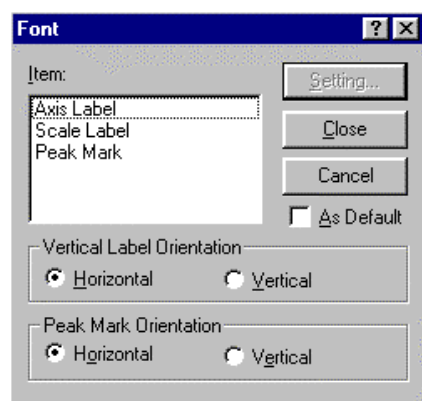 Font
Item:
Setting...
Axis Label
Scale Label
Peak Mark
Close
Cancel
As Default
Vertical Label Orientation
Horizontal Vertical
Peak Mark Orientation
Horizontal Vertical